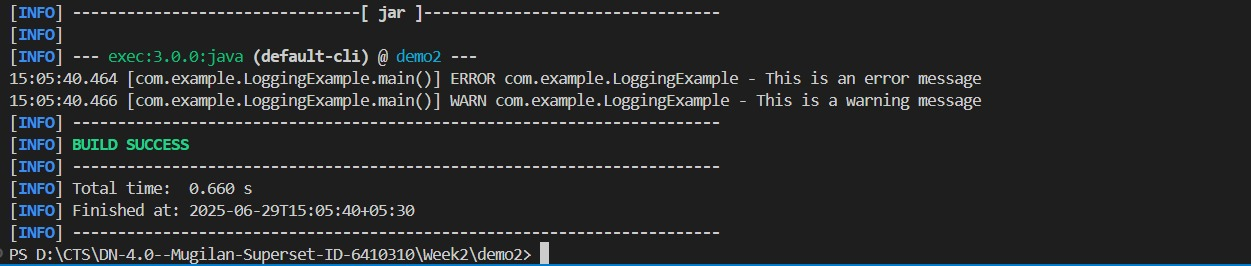 [INFO] --------------------------------[ jar ]---------------------------------
[INFO]
[INFO] --- exec:3.0.0:java (default-cli) @ demo2 ---
15:05:40.464 [com.example.LoggingExample.main()] ERROR com.example.LoggingExample - This is an error message
15:05:40.466 [com.example.LoggingExample.main()] WARN com.example.LoggingExample - This is a warning message
[INFO] ------------------------------------------------------------------------
[INFO] BUILD SUCCESS
[INFO] ------------------------------------------------------------------------
[INFO] Total time:  0.660 s
[INFO] Finished at: 2025-06-29T15:05:40+05:30
[INFO] ------------------------------------------------------------------------
PS D:\CTS\DN-4.0--Mugilan-Superset-ID-6410310\Week2\demo2>